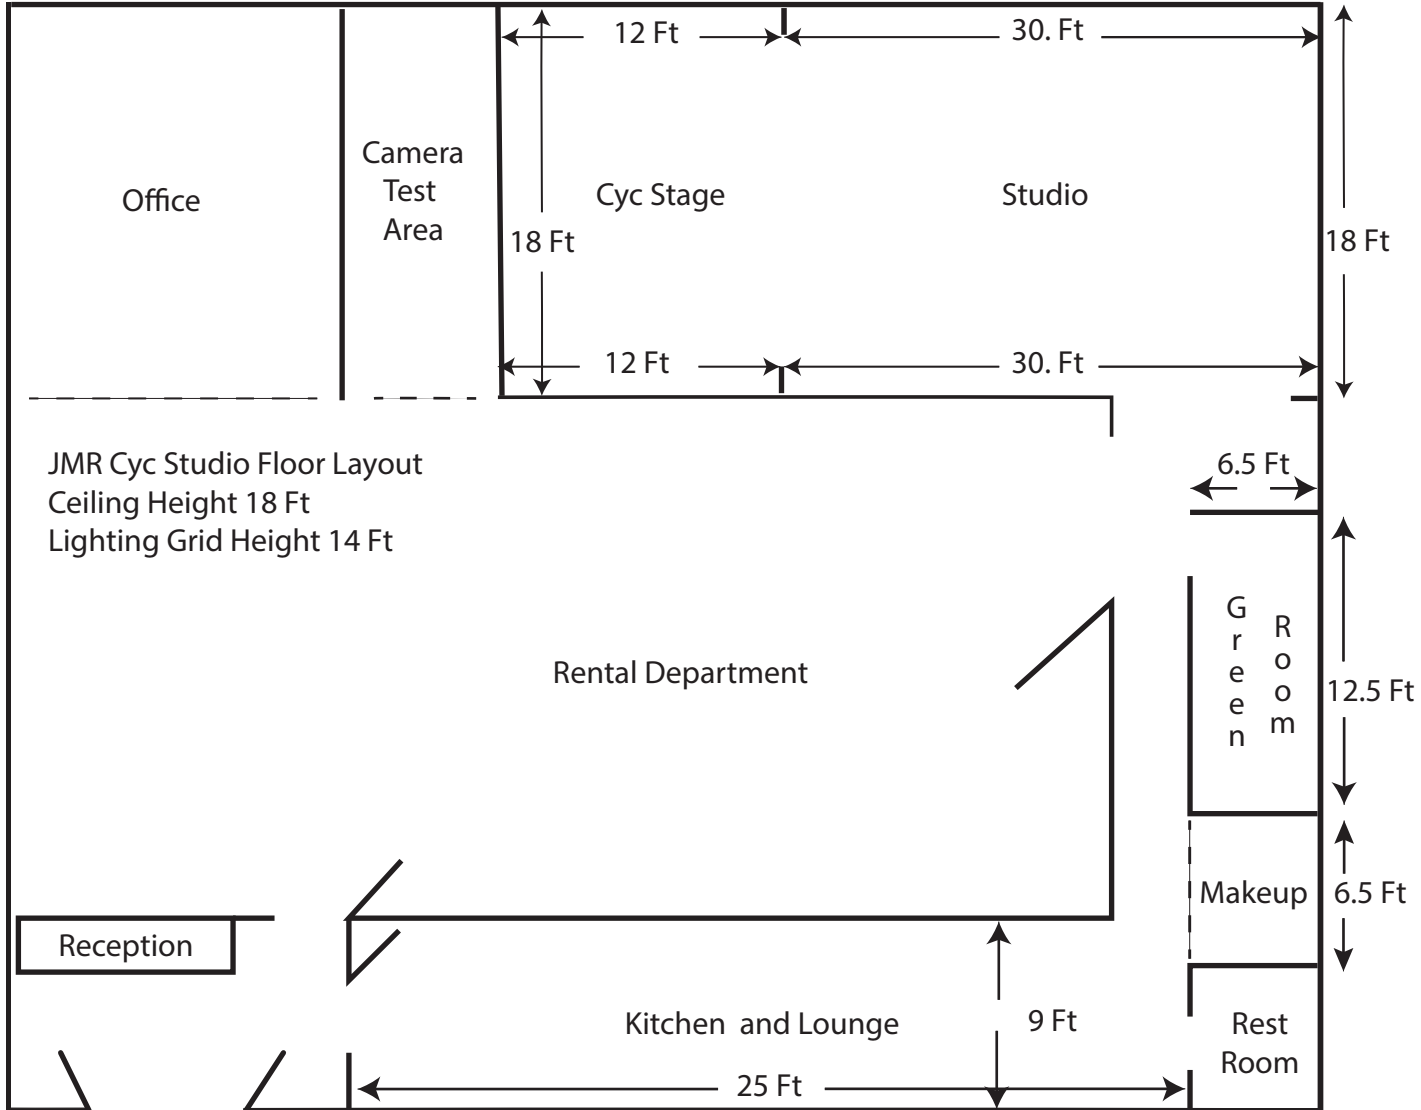 12 Ft
30. Ft
Camera
Test
Area
Office
Cyc Stage
Studio
18 Ft
18 Ft
12 Ft
30. Ft
JMR Cyc Studio Floor Layout
Ceiling Height 18 Ft
Lighting Grid Height 14 Ft
6.5 Ft
Green
Room
Rental Department
12.5 Ft
Makeup
6.5 Ft
Reception
Kitchen and Lounge
9 Ft
Rest
Room
25 Ft